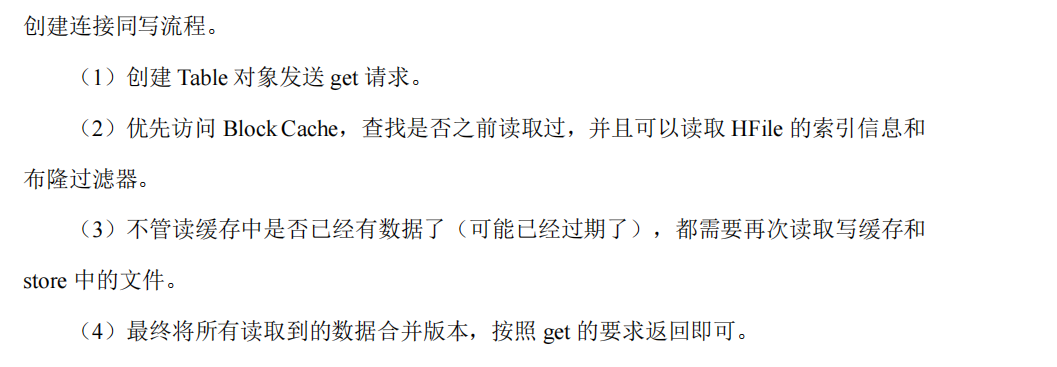 创建连接同写流程。
（1）创建 Table 对象发送 get 请求。
（2）优先访问 Block Cache，查找是否之前读取过，并且可以读取 HFile 的索引信息和
布隆过滤器。
（3）不管读缓存中是否已经有数据了（可能已经过期了），都需要再次读取写缓存和
store 中的文件。
（4）最终将所有读取到的数据合并版本，按照 get 的要求返回即可。